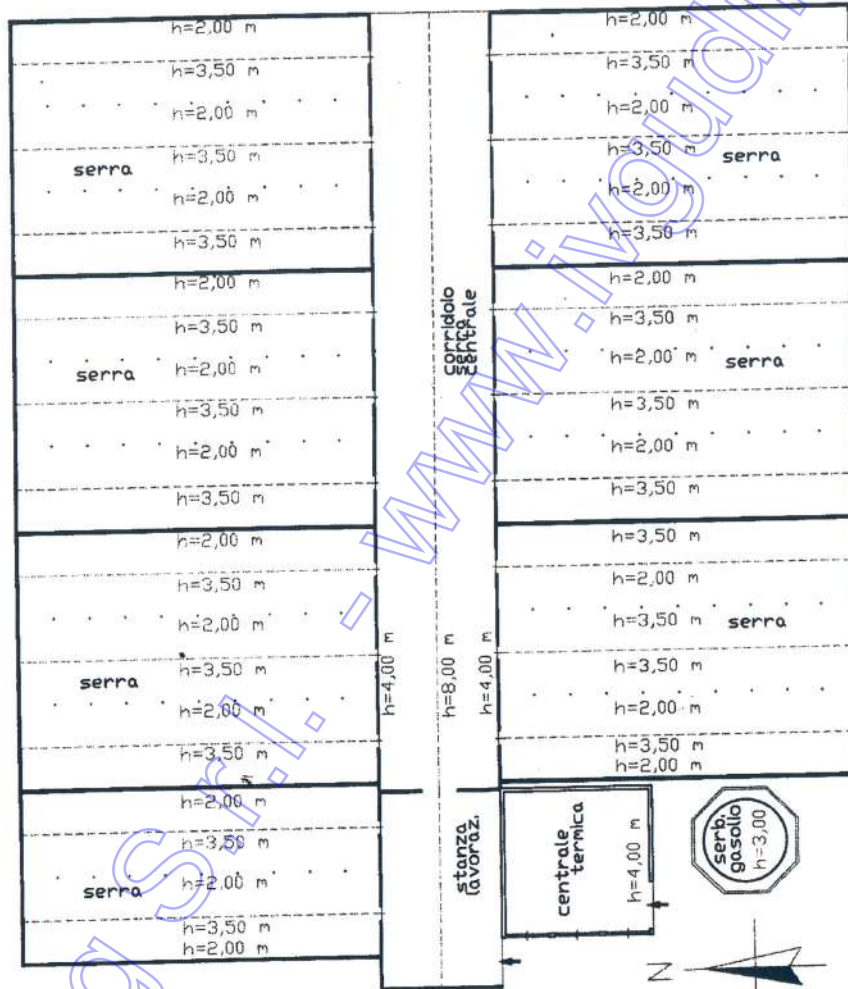 h=2,00 m
h=3,50 m
h=2,00 m
h=3,50 m
serra
h=2,00 m
h=3,50 m
h=2,00 m
h=3,50 m
h=2,00 m
serra
h=3,50 m
h=2,00 m
h=3,50 m
h=2,00 m
h=3,50 m
h=2,00 m
h=3,50 m
serra
h=2,00 m
h=3,50 m
h=2,00 m
h=3,50 m
h=2,00 m
serra
h=3,50 m
h=2,00 m
corridoio
serra
centrale
h=4,00 m
h=8,00 m
h=4,00 m
stanza
lavoraz.
h=2,00 m
h=3,50 m
h=2,00 m
h=3,50 m
serra
h=2,00 m
h=3,50 m
h=2,00 m
h=3,50 m
h=2,00 m
serra
h=3,50 m
h=2,00 m
h=3,50 m
h=3,50 m
h=2,00 m
h=3,50 m
serra
h=3,50 m
h=2,00 m
h=3,50 m
h=2,00 m
centrale
termica
h=4,00 m
serb.
gasolio
h=3,00
N
g S.r.l. - www.ivgudi